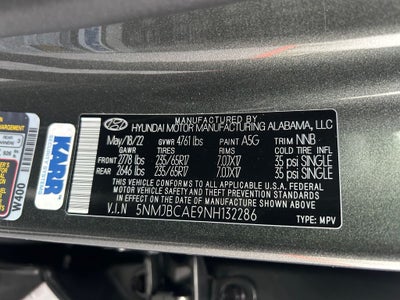 MANUFACTURED BY
HYUNDAI MOTOR MANUFACTURING ALABAMA, LLC
May/18/22 GVWR 4761 lbs PAINT A5G TRIM NNB
GAWR TIRES RIMS COLD TIRE
FRONT 2778 lbs 235/65R17 7.0JX17 35 psi SINGLE
REAR 2646 lbs 235/65R17 7.0JX17 35 psi SINGLE
THIS VEHICLE CONFORMS TO ALL APPLICABLE U.S.A. FEDERAL
MOTOR VEHICLE SAFETY AND THEFT PREVENTION STANDARDS
IN EFFECT ON THE DATE OF MANUFACTURE SHOWN ABOVE
V.I.N 5NMJBCAE9NH132286 TYPE: MPV
KARR
W400